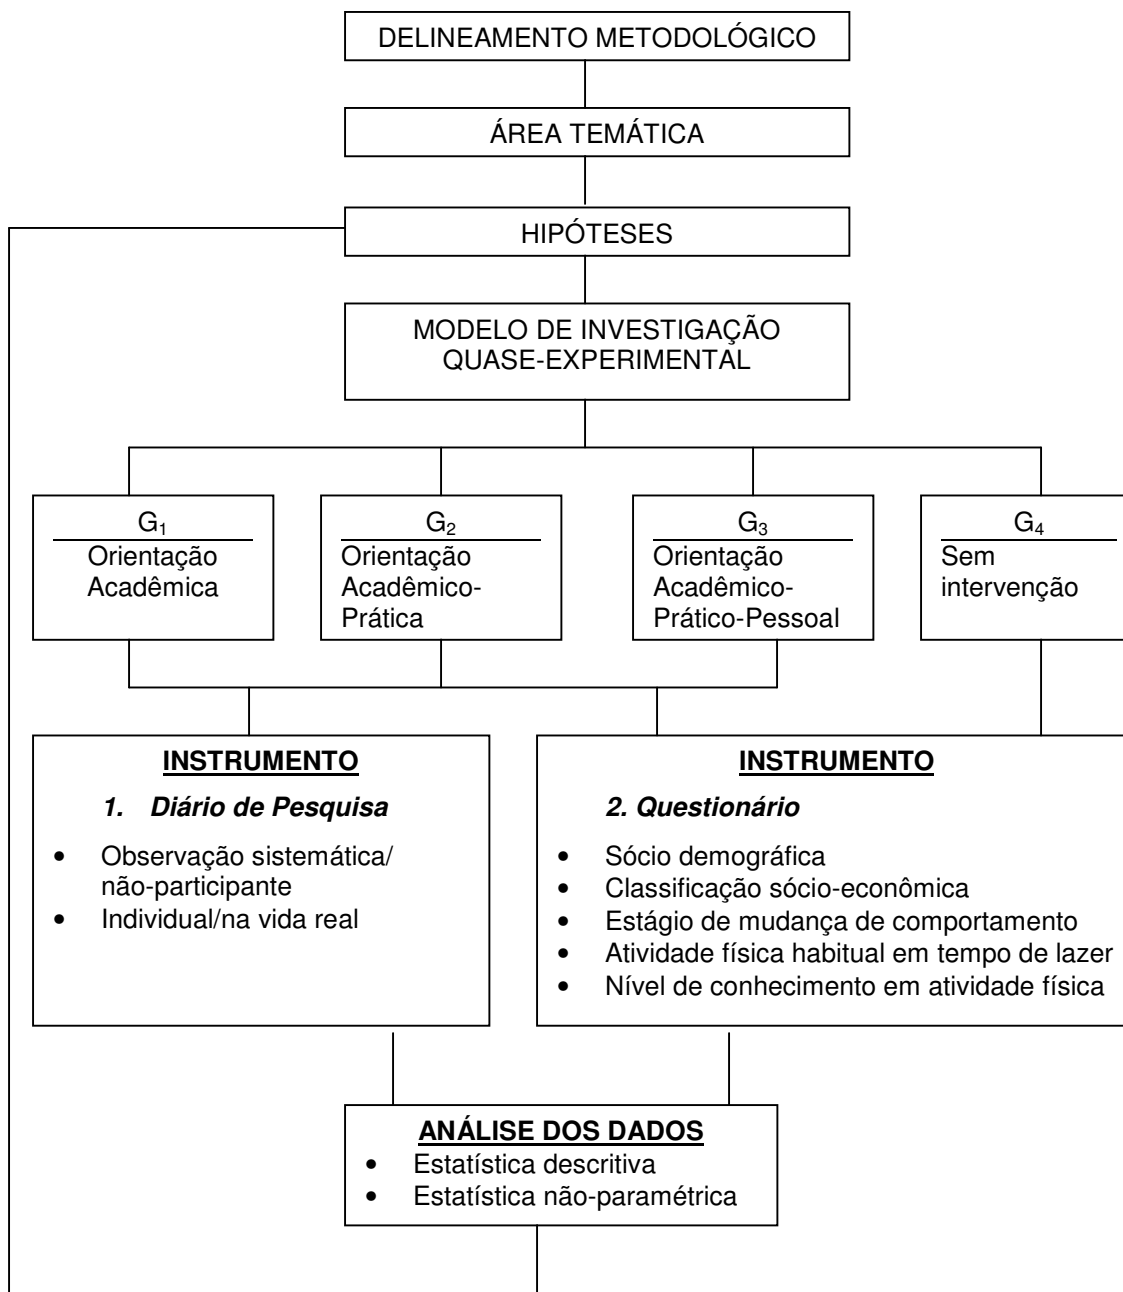 DELINEAMENTO METODOLÓGICO
ÁREA TEMÁTICA
HIPÓTESES
MODELO DE INVESTIGAÇÃO
QUASE-EXPERIMENTAL
G₁
Orientação
Acadêmica
G₂
Orientação
Acadêmico-
Prática
G₃
Orientação
Acadêmico-
Prático-Pessoal
G₄
Sem
intervenção
INSTRUMENTO
1. Diário de Pesquisa
• Observação sistemática/
não-participante
• Individual/na vida real
INSTRUMENTO
2. Questionário
• Sócio demográfica
• Classificação sócio-econômica
• Estágio de mudança de comportamento
• Atividade física habitual em tempo de lazer
• Nível de conhecimento em atividade física
ANÁLISE DOS DADOS
• Estatística descritiva
• Estatística não-paramétrica